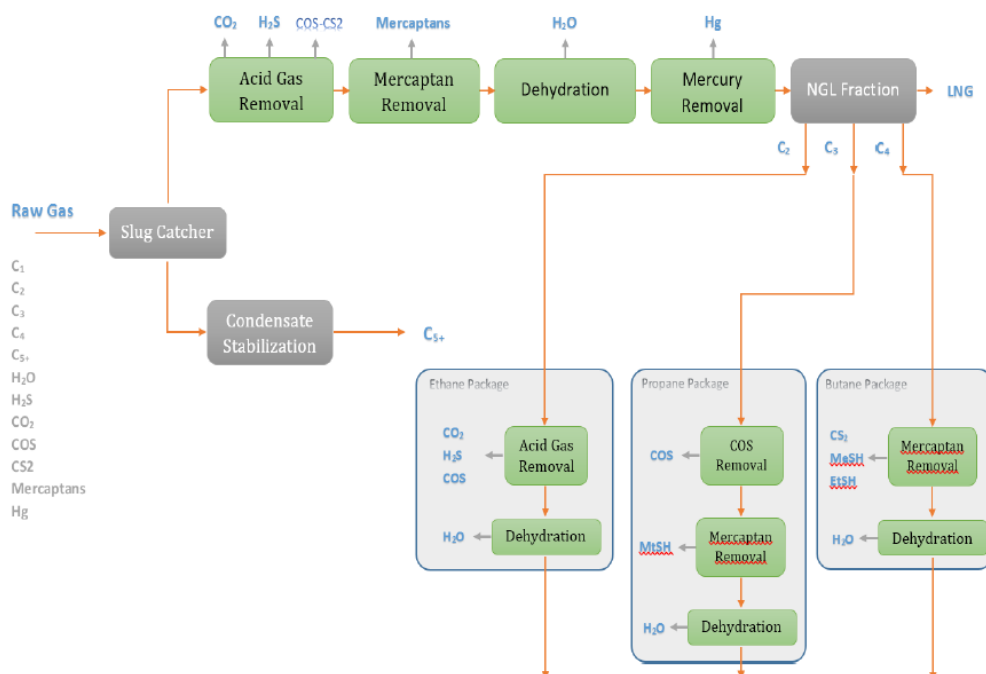 CO₂
H₂S
COS-CS2
Mercaptans
H₂O
Hg
Acid Gas
Removal
Mercaptan
Removal
Dehydration
Mercury
Removal
NGL Fraction
LNG
C₂
C₃
C₄
Raw Gas
Slug Catcher
C₁
C₂
C₃
C₄
C₅₊
H₂O
H₂S
CO₂
COS
CS2
Mercaptans
Hg
Condensate
Stabilization
C₅₊
Ethane Package
CO₂
H₂S
COS
Acid Gas
Removal
H₂O
Dehydration
Propane Package
COS
COS
Removal
MtSH
Mercaptan
Removal
H₂O
Dehydration
Butane Package
CS₂
MeSH
EtSH
Mercaptan
Removal
H₂O
Dehydration